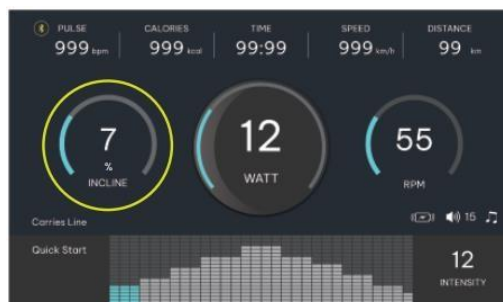 PULSE CALORIES TIME SPEED DISTANCE
999 bpm 999 kcal 99:99 999 km/h 99 km
7 12 55
%
INCLINE WATT RPM
Carries Line 15
Quick Start 12
INTENSITY